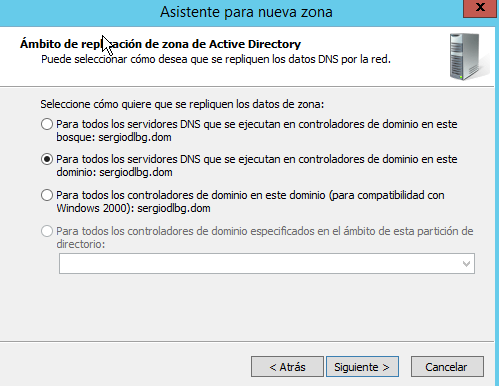 Asistente para nueva zona
x
Ámbito de replicación de zona de Active Directory
Puede seleccionar cómo desea que se repliquen los datos DNS por la red.
Seleccione cómo quiere que se repliquen los datos de zona:
Para todos los servidores DNS que se ejecutan en controladores de dominio en este
bosque: sergiodlbg.dom
Para todos los servidores DNS que se ejecutan en controladores de dominio en este
dominio: sergiodlbg.dom
Para todos los controladores de dominio en este dominio (para compatibilidad con
Windows 2000): sergiodlbg.dom
Para todos los controladores de dominio especificados en el ámbito de esta partición de
directorio:
< Atrás
Siguiente >
Cancelar